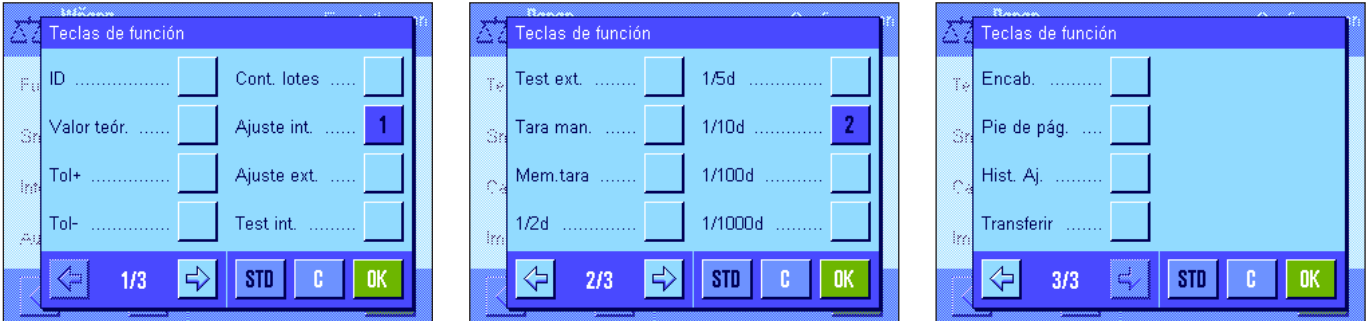 Teclas de función
ID ................. Cont. lotes .....
Valor teór. ...... Ajuste int. ...... 1
Tol+ ............... Ajuste ext. .....
Tol- ............... Test int. .......
1/3 STD C OK
Teclas de función
Test ext. ......... 1/5d .............
Tara man. ....... 1/10d ............ 2
Mem.tara ....... 1/100d ..........
1/2d .............. 1/1000d ........
2/3 STD C OK
Teclas de función
Encab. ...........
Pie de pág. ....
Hist. Aj. .........
Transferir ......
3/3 STD C OK